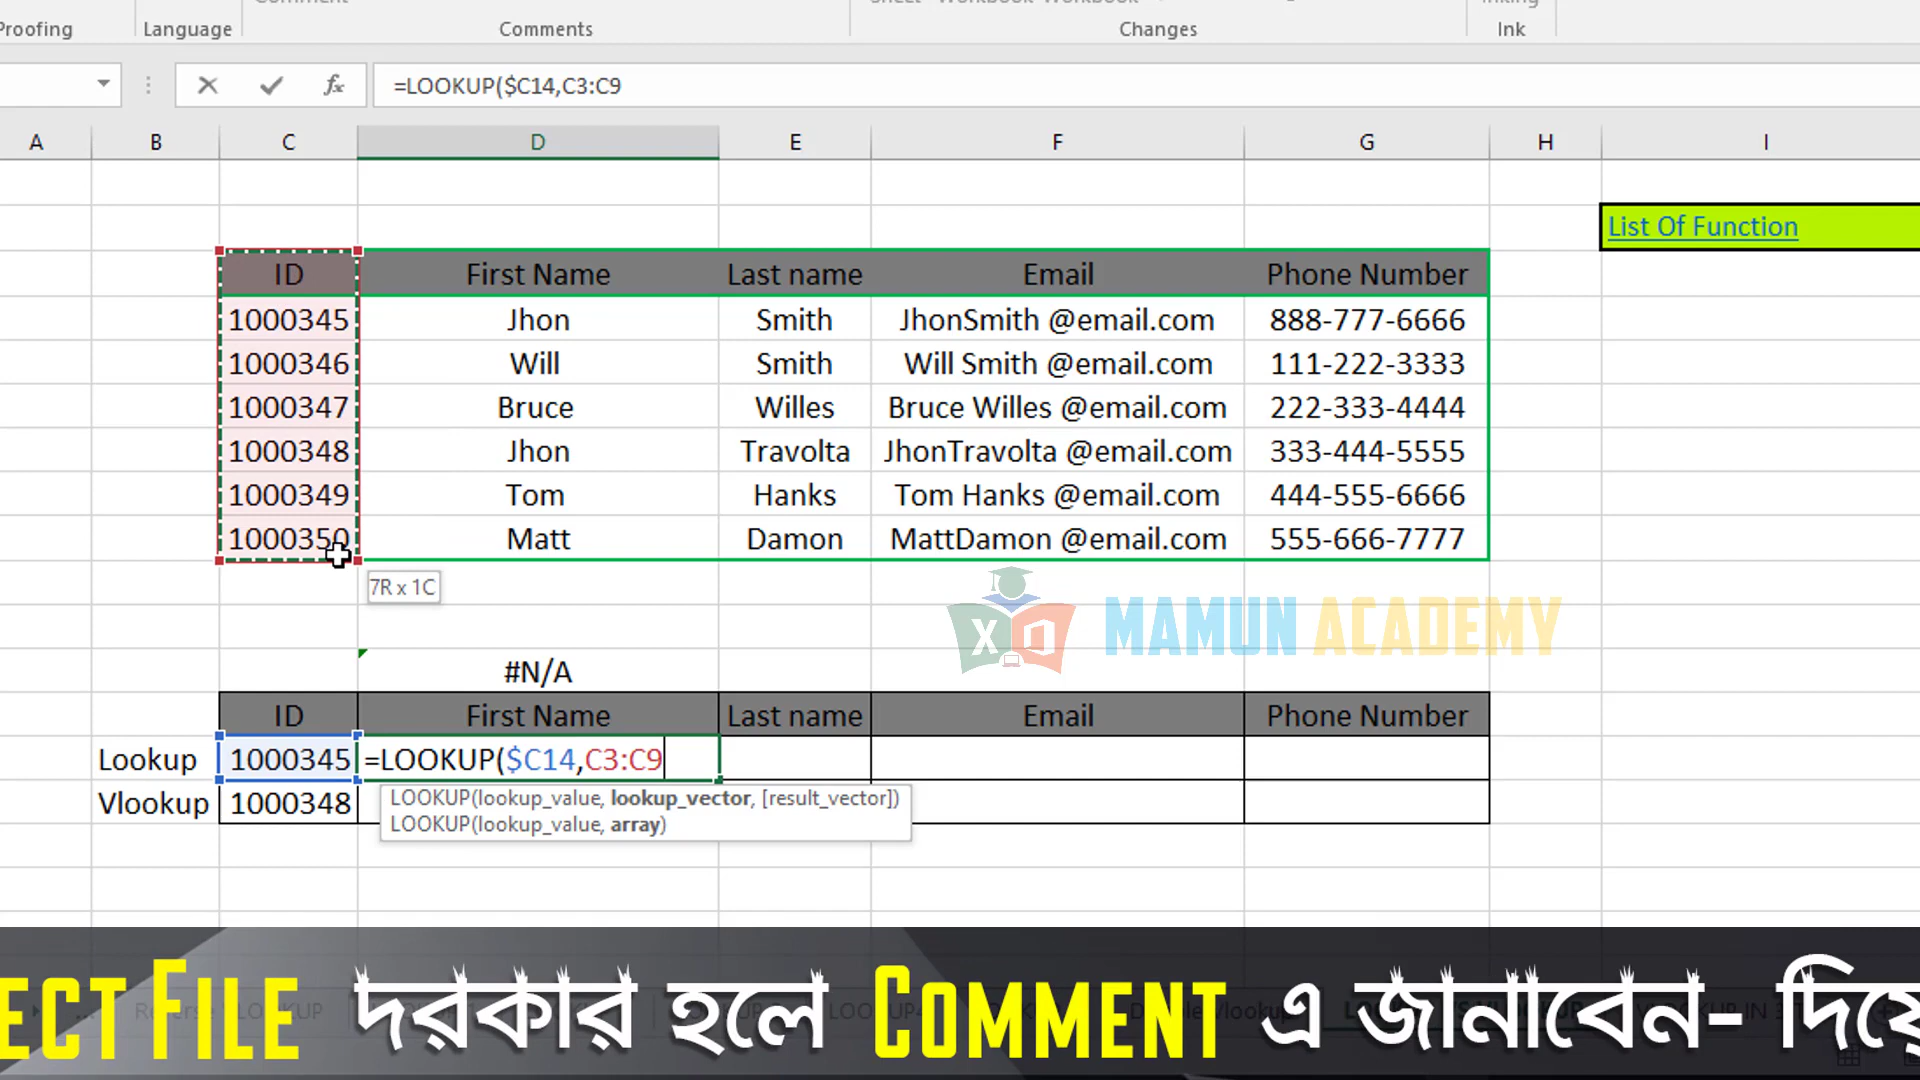 Proofing Language Comments Changes Ink
=LOOKUP($C14,C3:C9
A B C D E F G H I
List Of Function
ID First Name Last name Email Phone Number
1000345 Jhon Smith JhonSmith @email.com 888-777-6666
1000346 Will Smith Will Smith @email.com 111-222-3333
1000347 Bruce Willes Bruce Willes @email.com 222-333-4444
1000348 Jhon Travolta JhonTravolta @email.com 333-444-5555
1000349 Tom Hanks Tom Hanks @email.com 444-555-6666
1000350 Matt Damon MattDamon @email.com 555-666-7777
7R x 1C
MAMUN ACADEMY
#N/A
ID First Name Last name Email Phone Number
Lookup 1000345 =LOOKUP($C14,C3:C9
Vlookup 1000348
LOOKUP(lookup_value, lookup_vector, [result_vector])
LOOKUP(lookup_value, array)
ECT FILE দরকার হলে COMMENT এ জানাবেন- দিয়ে